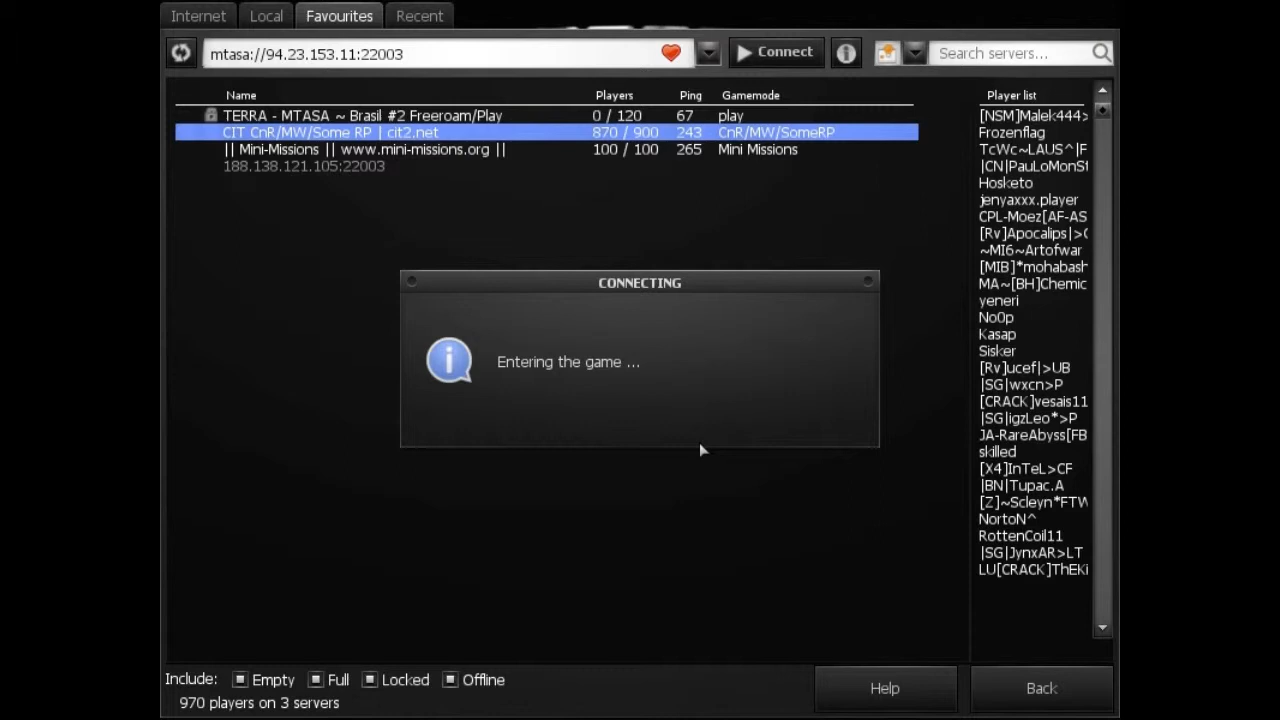 Internet Local Favourites Recent
mtasa://94.23.153.11:22003 Connect Search servers...
Name Players Ping Gamemode
TERRA - MTASA ~ Brasil #2 Freeroam/Play 0 / 120 67 play
CIT CnR/MW/Some RP | cit2.net 870 / 900 243 CnR/MW/SomeRP
|| Mini-Missions || www.mini-missions.org || 100 / 100 265 Mini Missions
188.138.121.105:22003
CONNECTING
Entering the game ...
Player list
[NSM]Malek444>
Frozenflag
TcWc~LAUS^|F
|CN|PauLoMonSt
Hosketo
jenyaxxx.player
CPL-Moez[AF-AS
[Rv]Apocalips|>C
~MI6~Artofwar
[MIB]*mohabash
MA~[BH]Chemic
yeneri
No0p
Kasap
Sisker
[Rv]ucef|>UB
|SG|wxcn>P
[CRACK]vesais11
|SG|igzLeo*>P
JA-RareAbyss[FB
skilled
[X4]InTeL>CF
|BN|Tupac.A
[Z]~Scleyn*FTW
NortoN^
RottenCoil11
|SG|JynxAR>LT
LU[CRACK]ThEKi
Include: Empty Full Locked Offline
970 players on 3 servers
Help Back